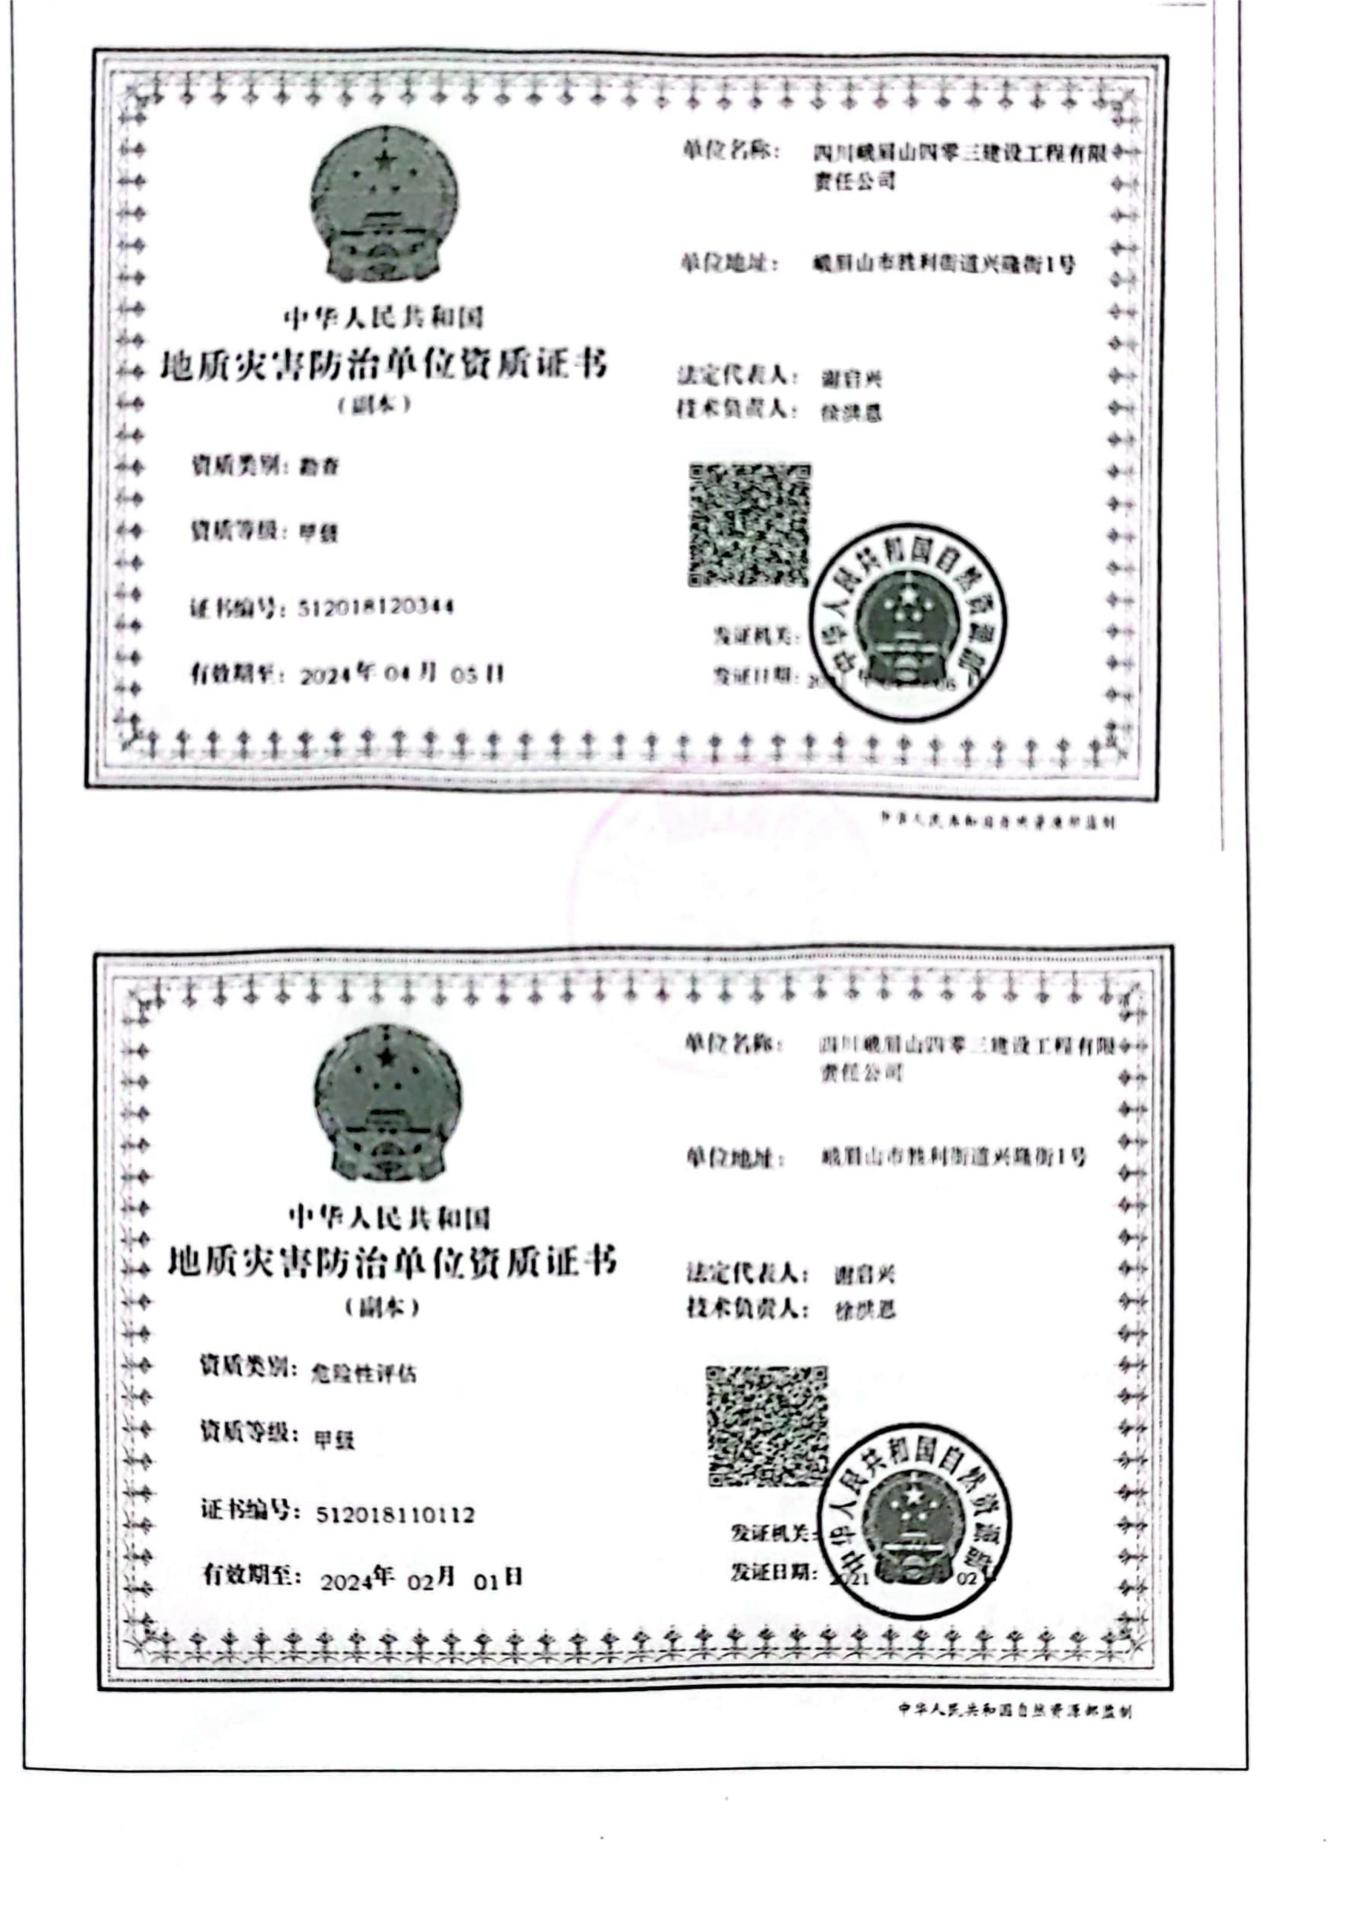 单位名称： 四川峨眉山四零三建设工程有限
责任公司
单位地址： 峨眉山市胜利街道兴隆街1号
中华人民共和国
地质灾害防治单位资质证书
（副本）
法定代表人： 谢启兴
技术负责人： 徐洪恩
资质类别：勘查
资质等级：甲级
证书编号：512018120344
有效期至：2024年 04月 05日
中华人民共和国自然资源部
发证机关：
发证日期：
中华人民共和国自然资源部监制
单位名称： 四川峨眉山四零三建设工程有限
责任公司
单位地址： 峨眉山市胜利街道兴隆街1号
中华人民共和国
地质灾害防治单位资质证书
（副本）
法定代表人： 谢启兴
技术负责人： 徐洪恩
资质类别：危险性评估
资质等级：甲级
证书编号：512018110112
有效期至：2024年 02月 01日
中华人民共和国自然资源部
发证机关：
发证日期：2021 02
中华人民共和国自然资源部监制